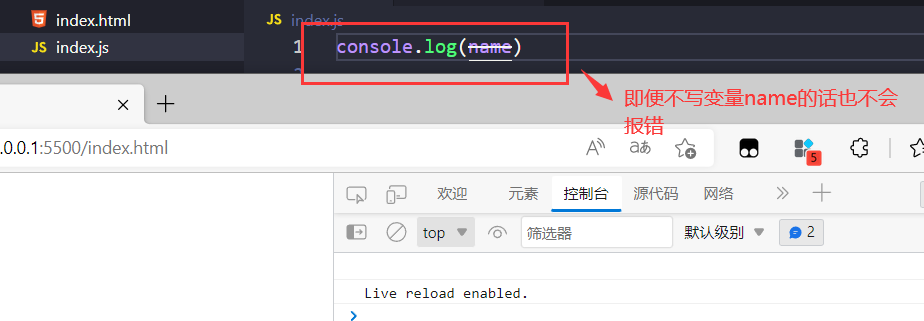 index.html
JS index.js
JS index.js
1 console.log(name)
即便不写变量name的话也不会
报错
.0.0.1:5500/index.html
aあ
5
欢迎 元素 控制台 源代码 网络
top 筛选器 默认级别 2
Live reload enabled.